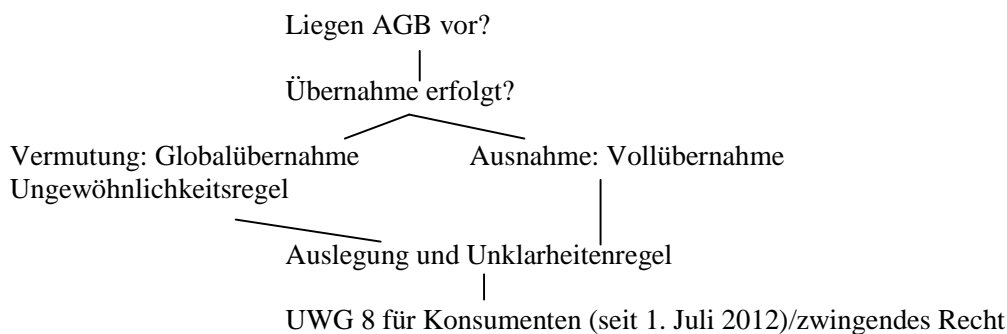 Liegen AGB vor?
Übernahme erfolgt?
Vermutung: Globalübernahme
Ungewöhnlichkeitsregel
Ausnahme: Vollübernahme
Auslegung und Unklarheitenregel
UWG 8 für Konsumenten (seit 1. Juli 2012)/zwingendes Recht